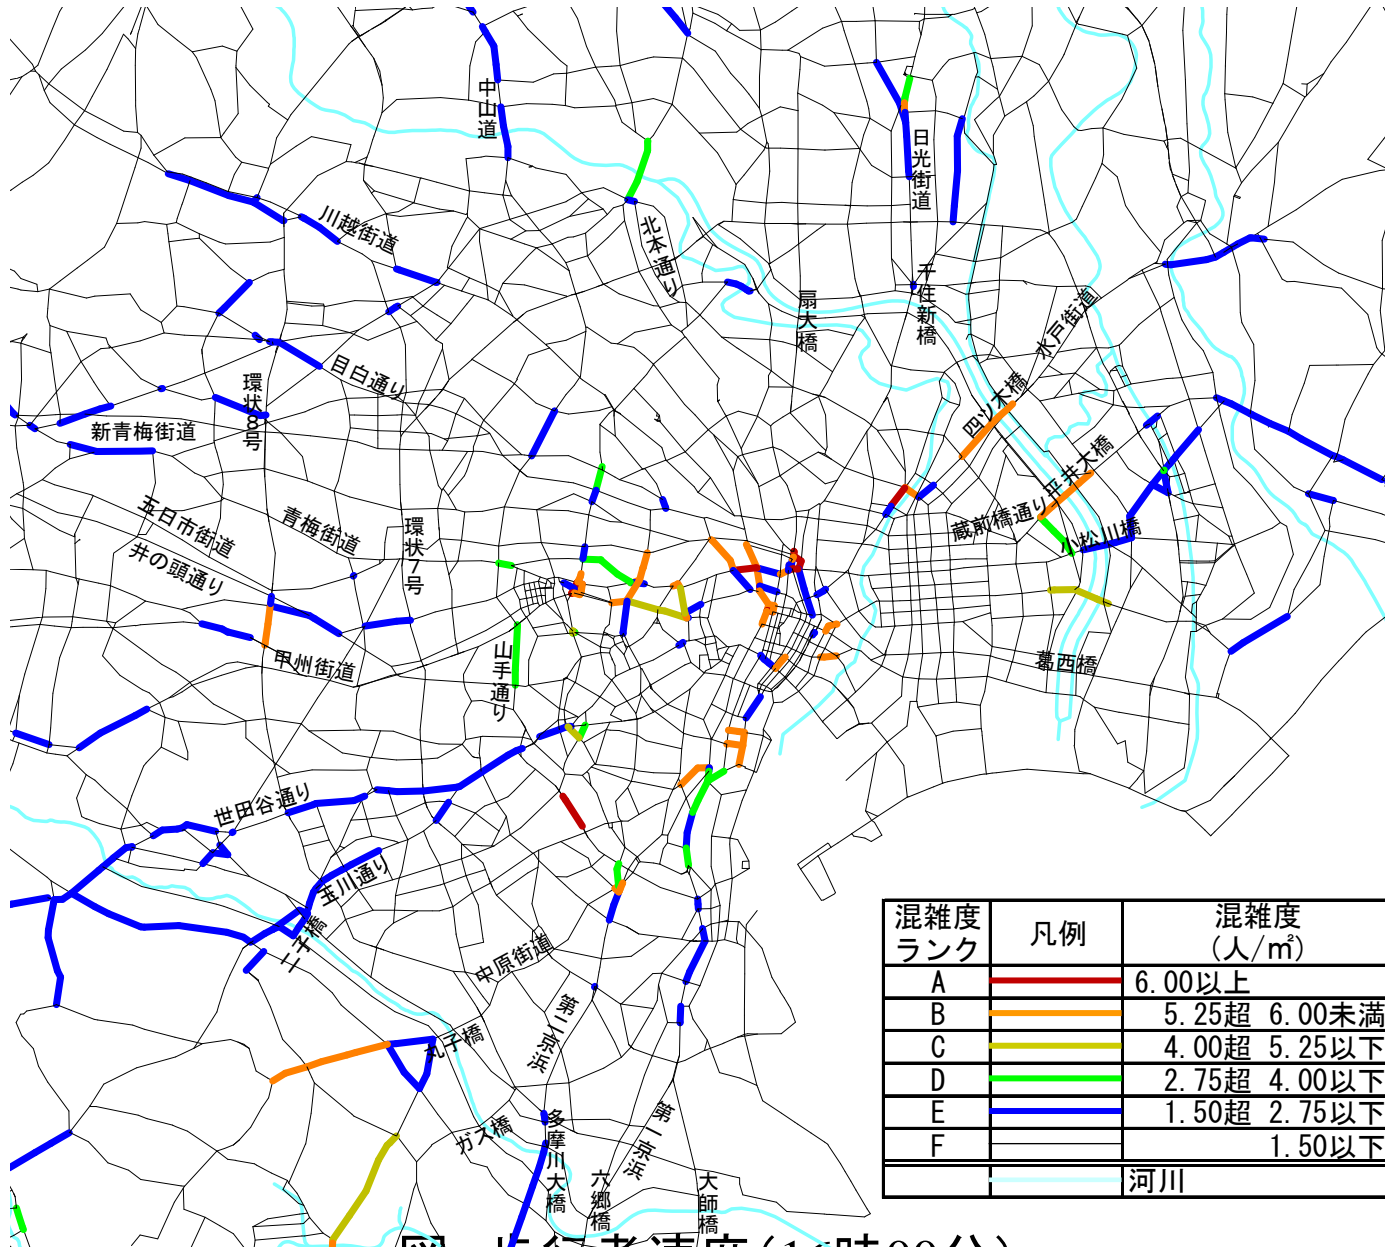 中山道
日光街道
川越街道
北本通り
千住新橋
扇大橋
水戸街道
目白通り
環状8号
四ツ木橋
新青梅街道
平井大橋
五日市街道
青梅街道
環状7号
蔵前橋通り
小松川橋
井の頭通り
甲州街道
山手通り
葛西橋
世田谷通り
玉川通り
二子橋
中原街道
第二京浜
丸子橋
ガス橋
多摩川大橋
六郷橋
第一京浜
大師橋
混雑度ランク 凡例 混雑度(人/㎡)
A 6.00以上
B 5.25超 6.00未満
C 4.00超 5.25以下
D 2.75超 4.00以下
E 1.50超 2.75以下
F 1.50以下
河川